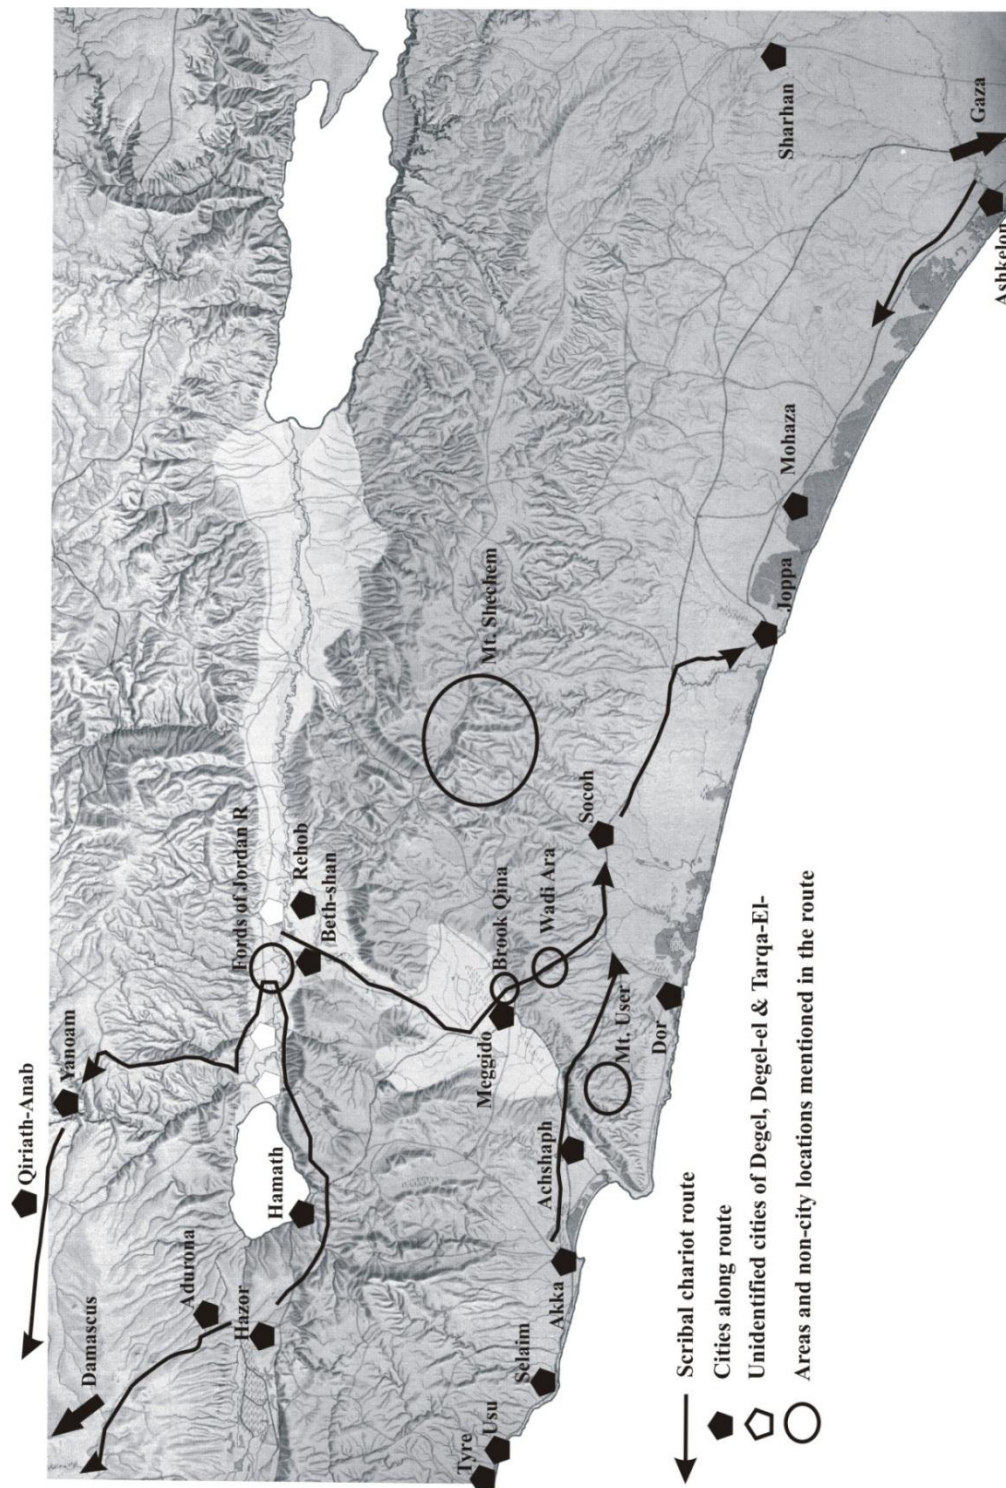 Qiriath-Anab
Yanoam
Damascus
Adurona
Hazor
Hamath
Fords of Jordan R
Rehob
Beth-shan
Tyre
Usu
Selaim
Akka
Achshaph
Meggido
Brook Qina
Wadi Ara
Mt. User
Dor
Socoh
Mt. Shechem
Joppa
Mohaza
Sharhan
Gaza
Ashkelon
Scribal chariot route
Cities along route
Unidentified cities of Degel, Degel-el & Tarqa-El-
Areas and non-city locations mentioned in the route